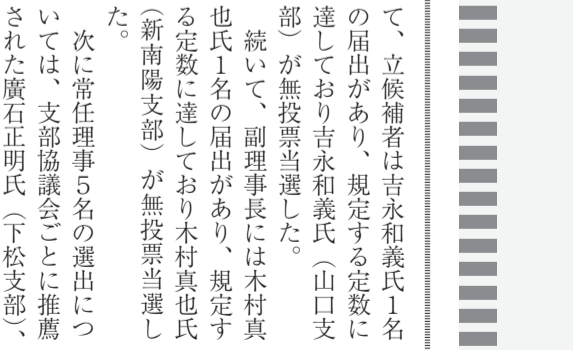 て、立候補者は吉永和義氏１名
の届出があり、規定する定数に
達しており吉永和義氏（山口支
部）が無投票当選した。
　続いて、副理事長には木村真
也氏１名の届出があり、規定す
る定数に達しており木村真也氏
（新南陽支部）が無投票当選し
た。
　次に常任理事５名の選出につ
いては、支部協議会ごとに推薦
された廣石正明氏（下松支部）、